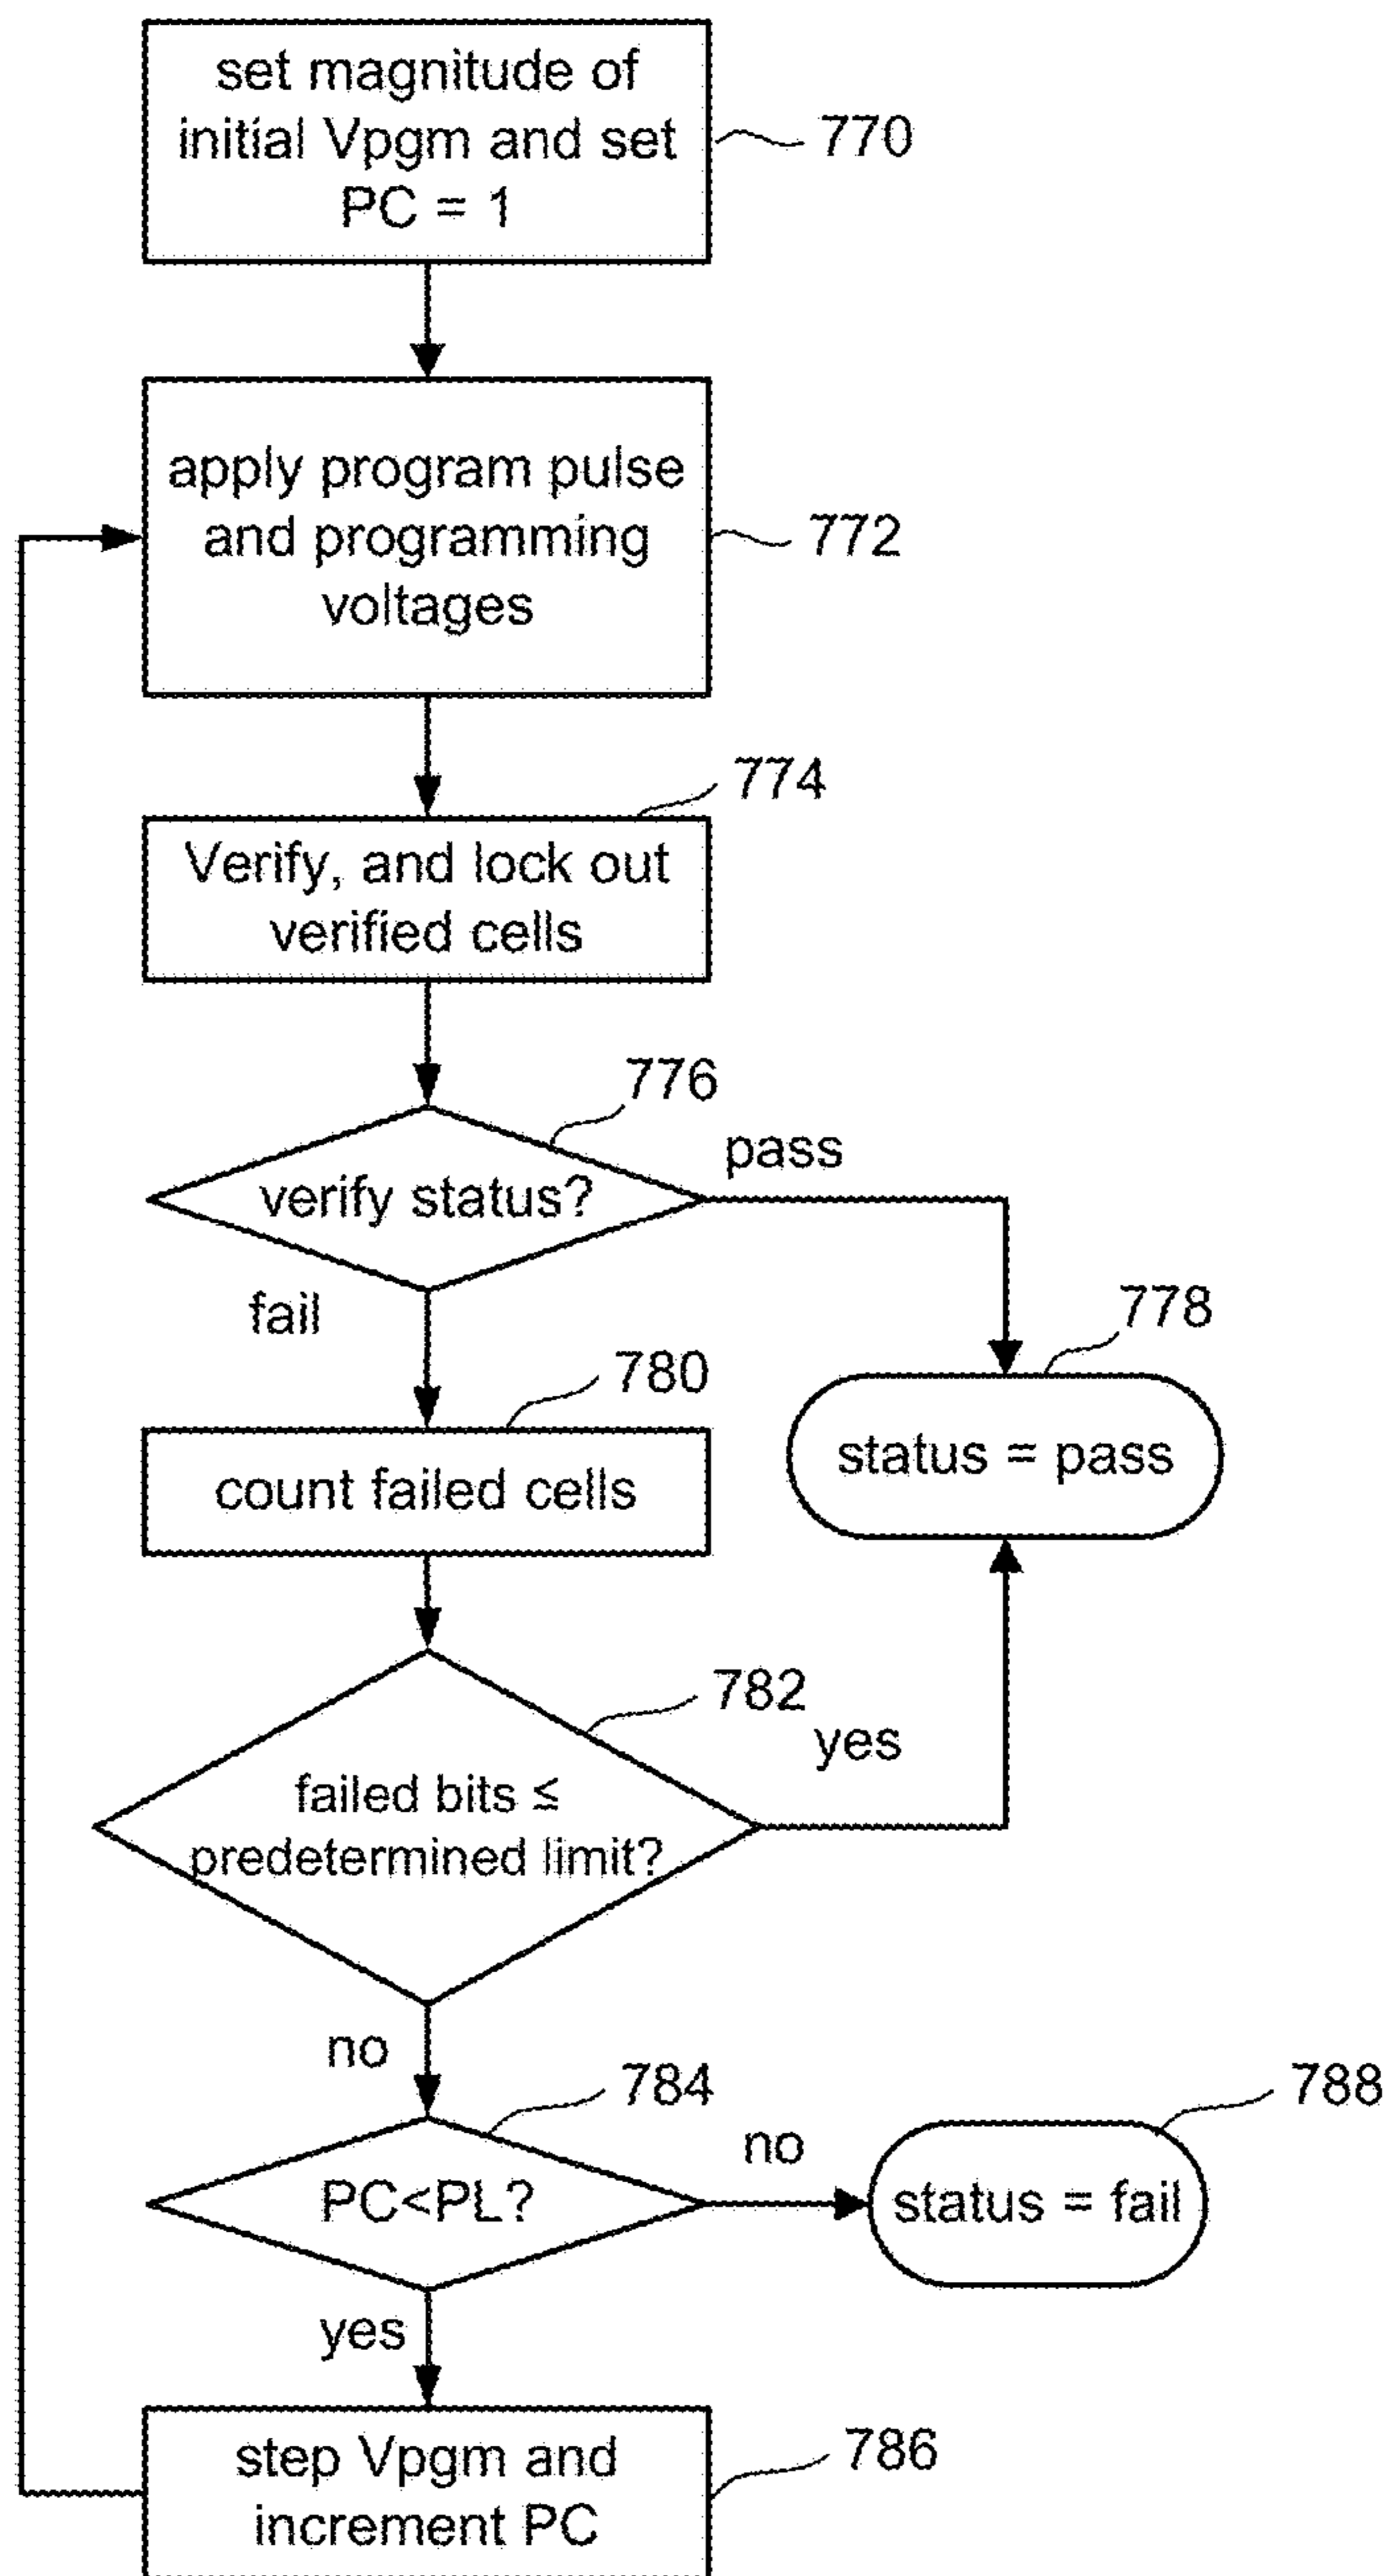 set magnitude of
initial Vpgm and set
PC = 1
770
apply program pulse
and programming
voltages
772
774
Verify, and lock out
verified cells
776
pass
verify status?
fail
778
780
status = pass
count failed cells
782
yes
failed bits ≤
predetermined limit?
no
784
788
no
PC<PL?
status = fail
yes
step Vpgm and
increment PC
786